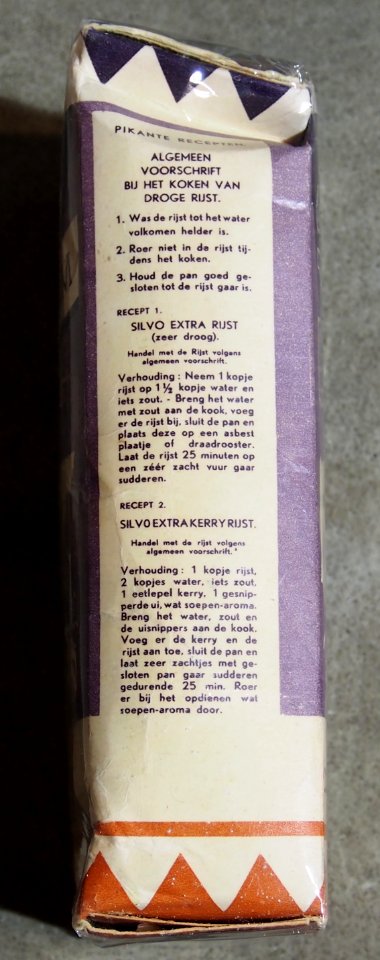 PIKANTE RECEPTEN.
ALGEMEEN
VOORSCHRIFT
BIJ HET KOKEN VAN
DROGE RIJST.
1. Was de rijst tot het water
volkomen helder is.
2. Roer niet in de rijst tij-
dens het koken.
3. Houd de pan goed ge-
sloten tot de rijst gaar is.
RECEPT 1.
SILVO EXTRA RIJST
(zeer droog).
Handel met de Rijst volgens
algemeen voorschrift.
Verhouding: Neem 1 kopje
rijst op 1½ kopje water en
iets zout. - Breng het water
met zout aan de kook, voeg
er de rijst bij, sluit de pan en
plaats deze op een asbest
plaatje of draadrooster.
Laat de rijst 25 minuten op
een zéér zacht vuur gaar
sudderen.
RECEPT 2.
SILVO EXTRA KERRY RIJST.
Handel met de rijst volgens
algemeen voorschrift."
Verhouding: 1 kopje rijst,
2 kopjes water, iets zout,
1 eetlepel kerry, 1 gesnip-
perde ui, wat soepen-aroma.
Breng het water, zout en
de uisnippers aan de kook.
Voeg er de kerry en de
rijst aan toe, sluit de pan en
laat zeer zachtjes met ge-
sloten pan gaar sudderen
gedurende 25 min. Roer
er bij het opdienen wat
soepen-aroma door.